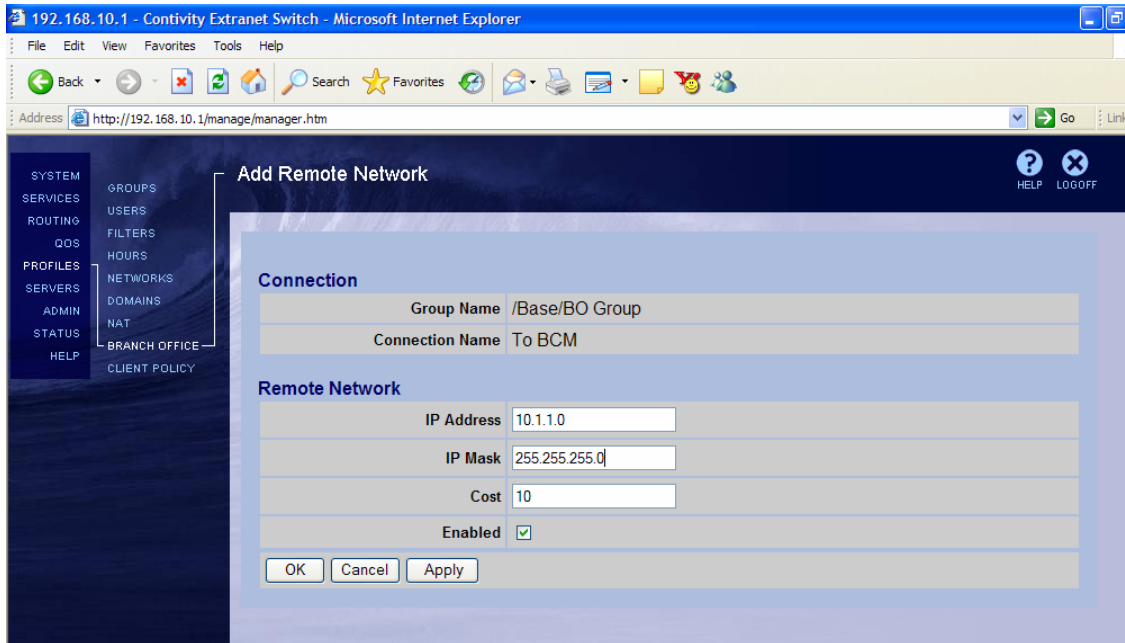 192.168.10.1 - Contivity Extranet Switch - Microsoft Internet Explorer
File Edit View Favorites Tools Help
Back Search Favorites
Address http://192.168.10.1/manage/manager.htm Go Link
Add Remote Network
HELP LOGOFF
SYSTEM
SERVICES
ROUTING
QOS
PROFILES
SERVERS
ADMIN
STATUS
HELP
GROUPS
USERS
FILTERS
HOURS
NETWORKS
DOMAINS
NAT
BRANCH OFFICE
CLIENT POLICY
Connection
Group Name /Base/BO Group
Connection Name To BCM
Remote Network
IP Address 10.1.1.0
IP Mask 255.255.255.0
Cost 10
Enabled
OK Cancel Apply